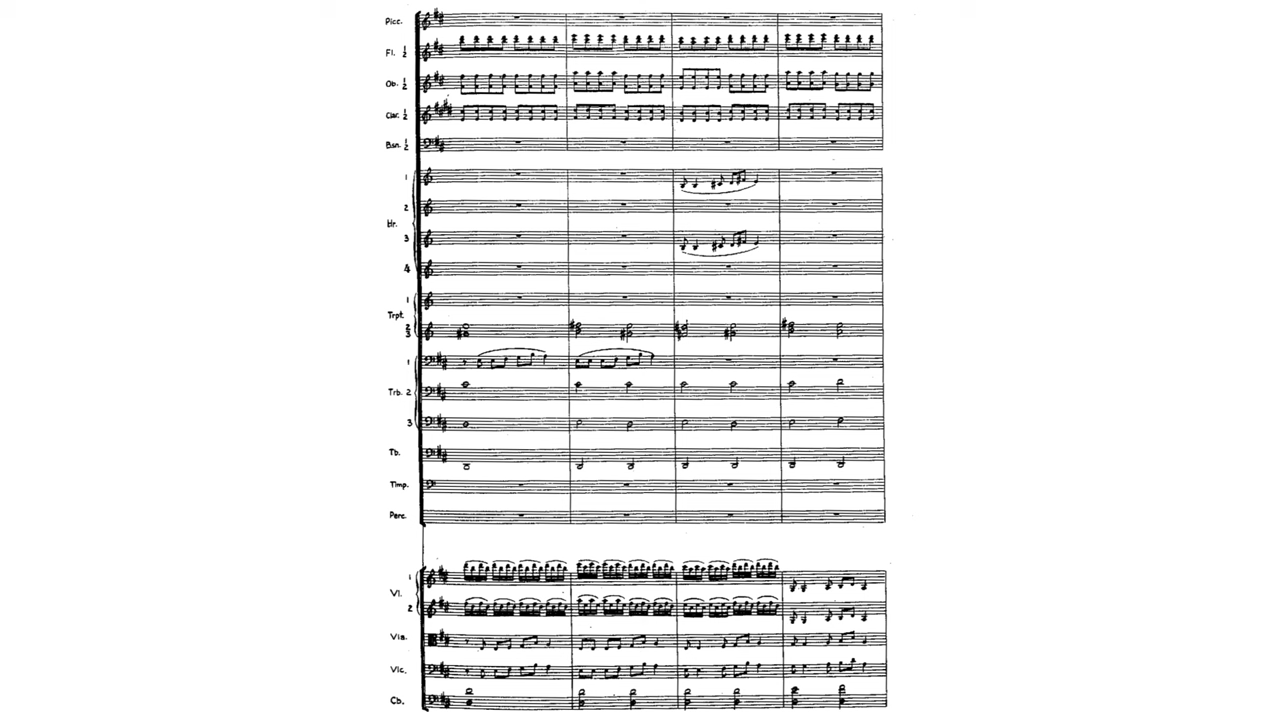 Picc.
Fl. 1/2
Ob. 1/2
Clar. 1/2
Bsn. 1/2
1
2
Hr.
3
4
1
Trpt.
2/3
1
Trb. 2
3
Tb.
Timp.
Perc.
1
Vl.
2
Vla.
Vlc.
Cb.